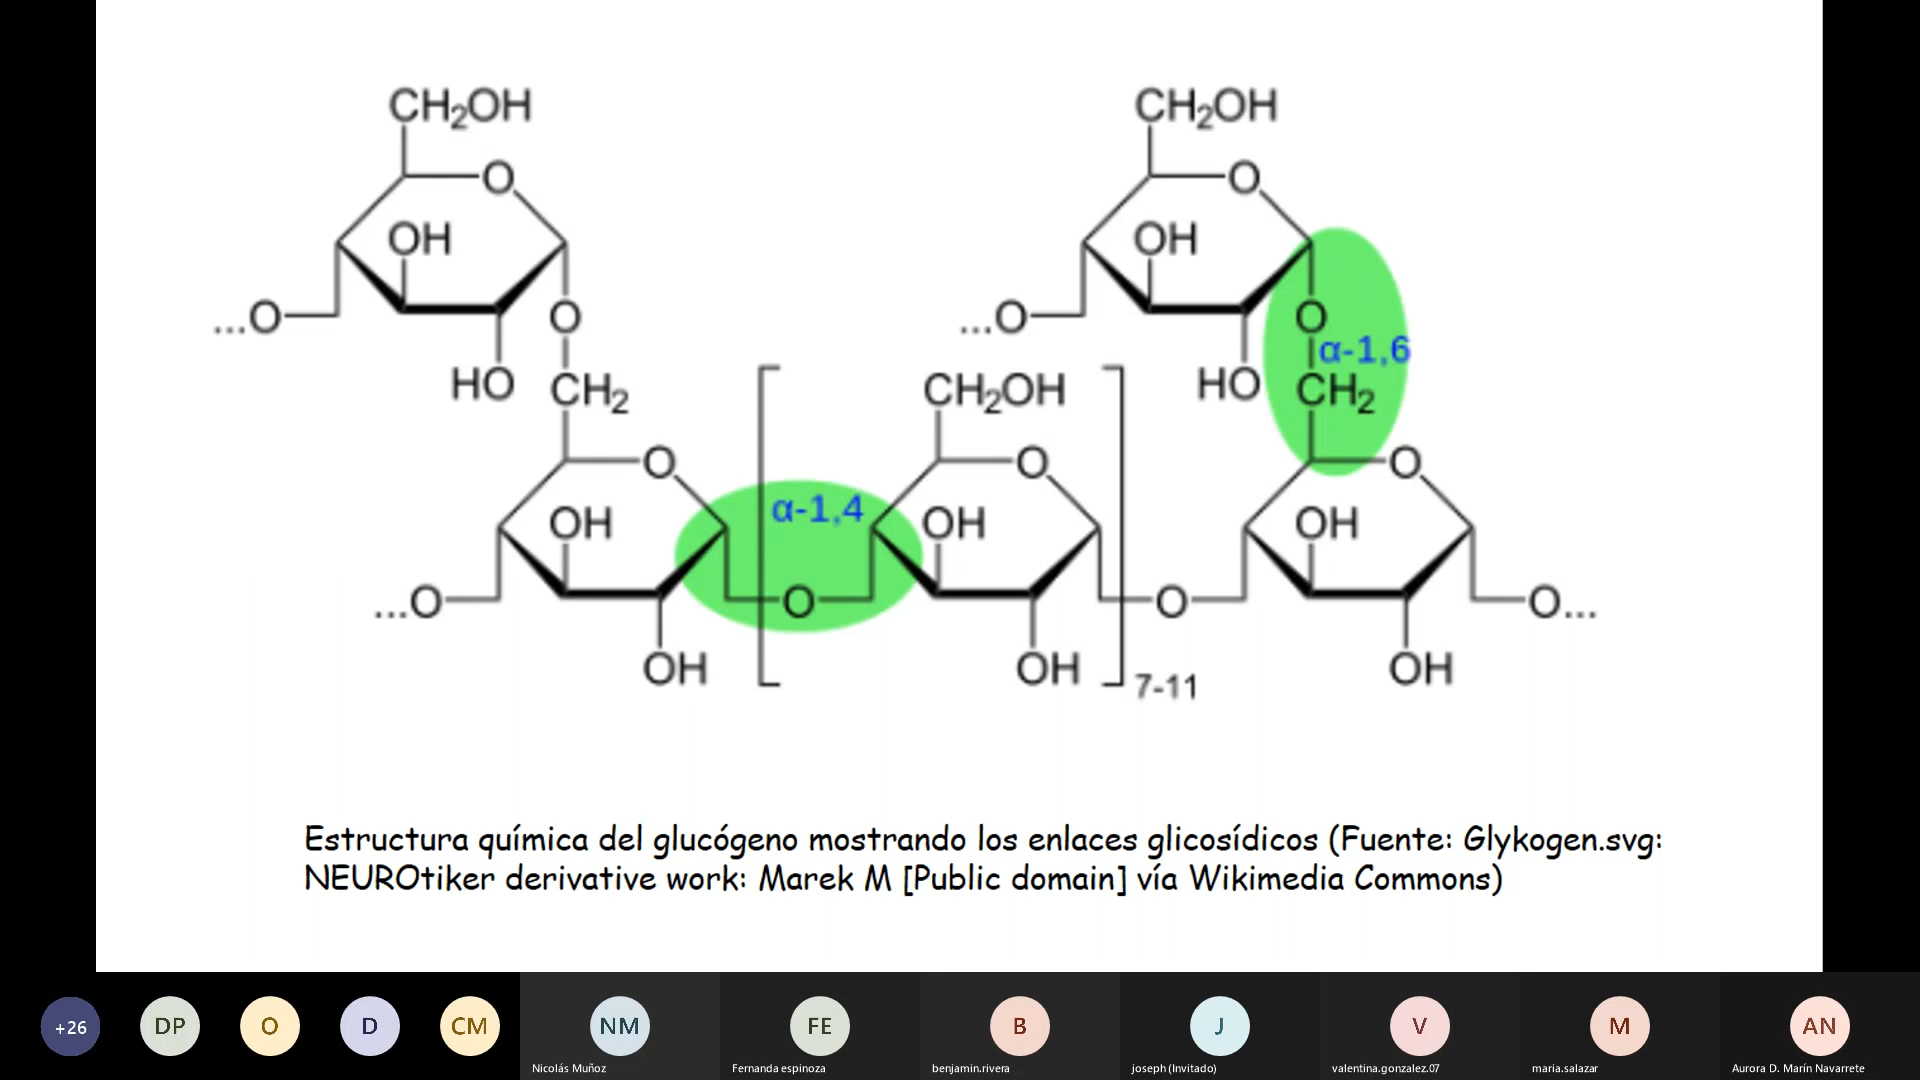 CH₂OH CH₂OH
O O
OH OH
...O O ...O O
α-1,6
HO CH₂ CH₂OH HO CH₂
O O O
α-1,4
OH OH OH
...O O O O...
OH OH OH
7-11
Estructura química del glucógeno mostrando los enlaces glicosídicos (Fuente: Glykogen.svg:
NEUROtiker derivative work: Marek M [Public domain] vía Wikimedia Commons)
+26 DP O D CM NM FE B J V M AN
Nicolás Muñoz Fernanda espinoza benjamin.rivera joseph (Invitado) valentina.gonzalez.07 maria.salazar Aurora D. Marín Navarrete